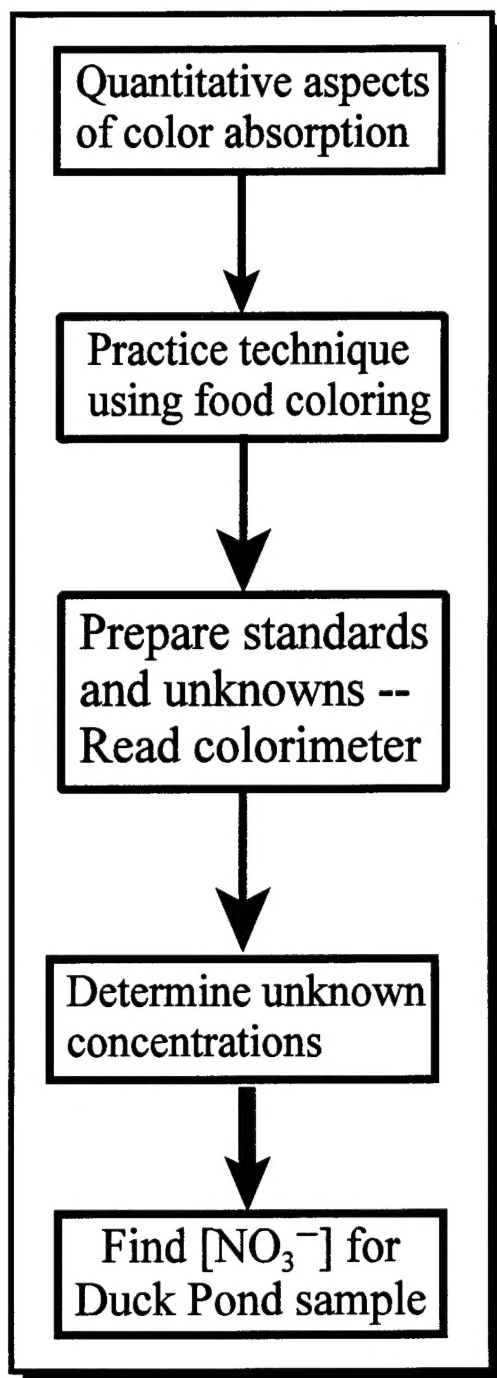 Quantitative aspects
of color absorption
Practice technique
using food coloring
Prepare standards
and unknowns --
Read colorimeter
Determine unknown
concentrations
Find [NO₃⁻] for
Duck Pond sample